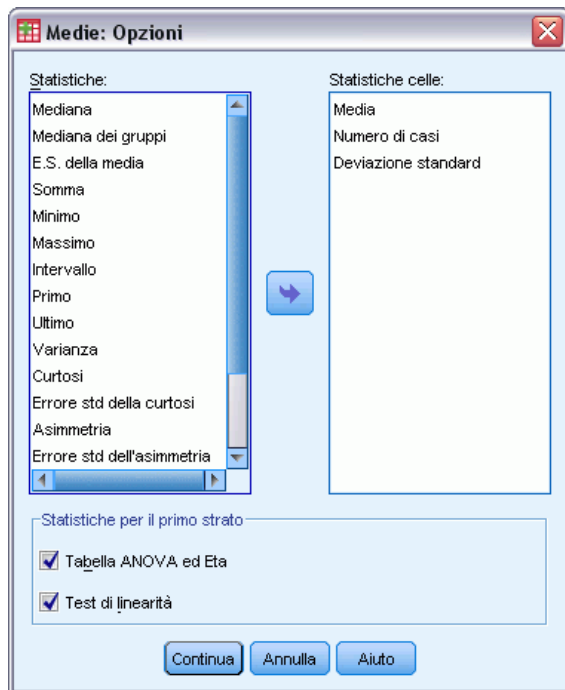 Medie: Opzioni
Statistiche:
Mediana
Mediana dei gruppi
E.S. della media
Somma
Minimo
Massimo
Intervallo
Primo
Ultimo
Varianza
Curtosi
Errore std della curtosi
Asimmetria
Errore std dell'asimmetria
Statistiche celle:
Media
Numero di casi
Deviazione standard
Statistiche per il primo strato
Tabella ANOVA ed Eta
Test di linearità
Continua
Annulla
Aiuto